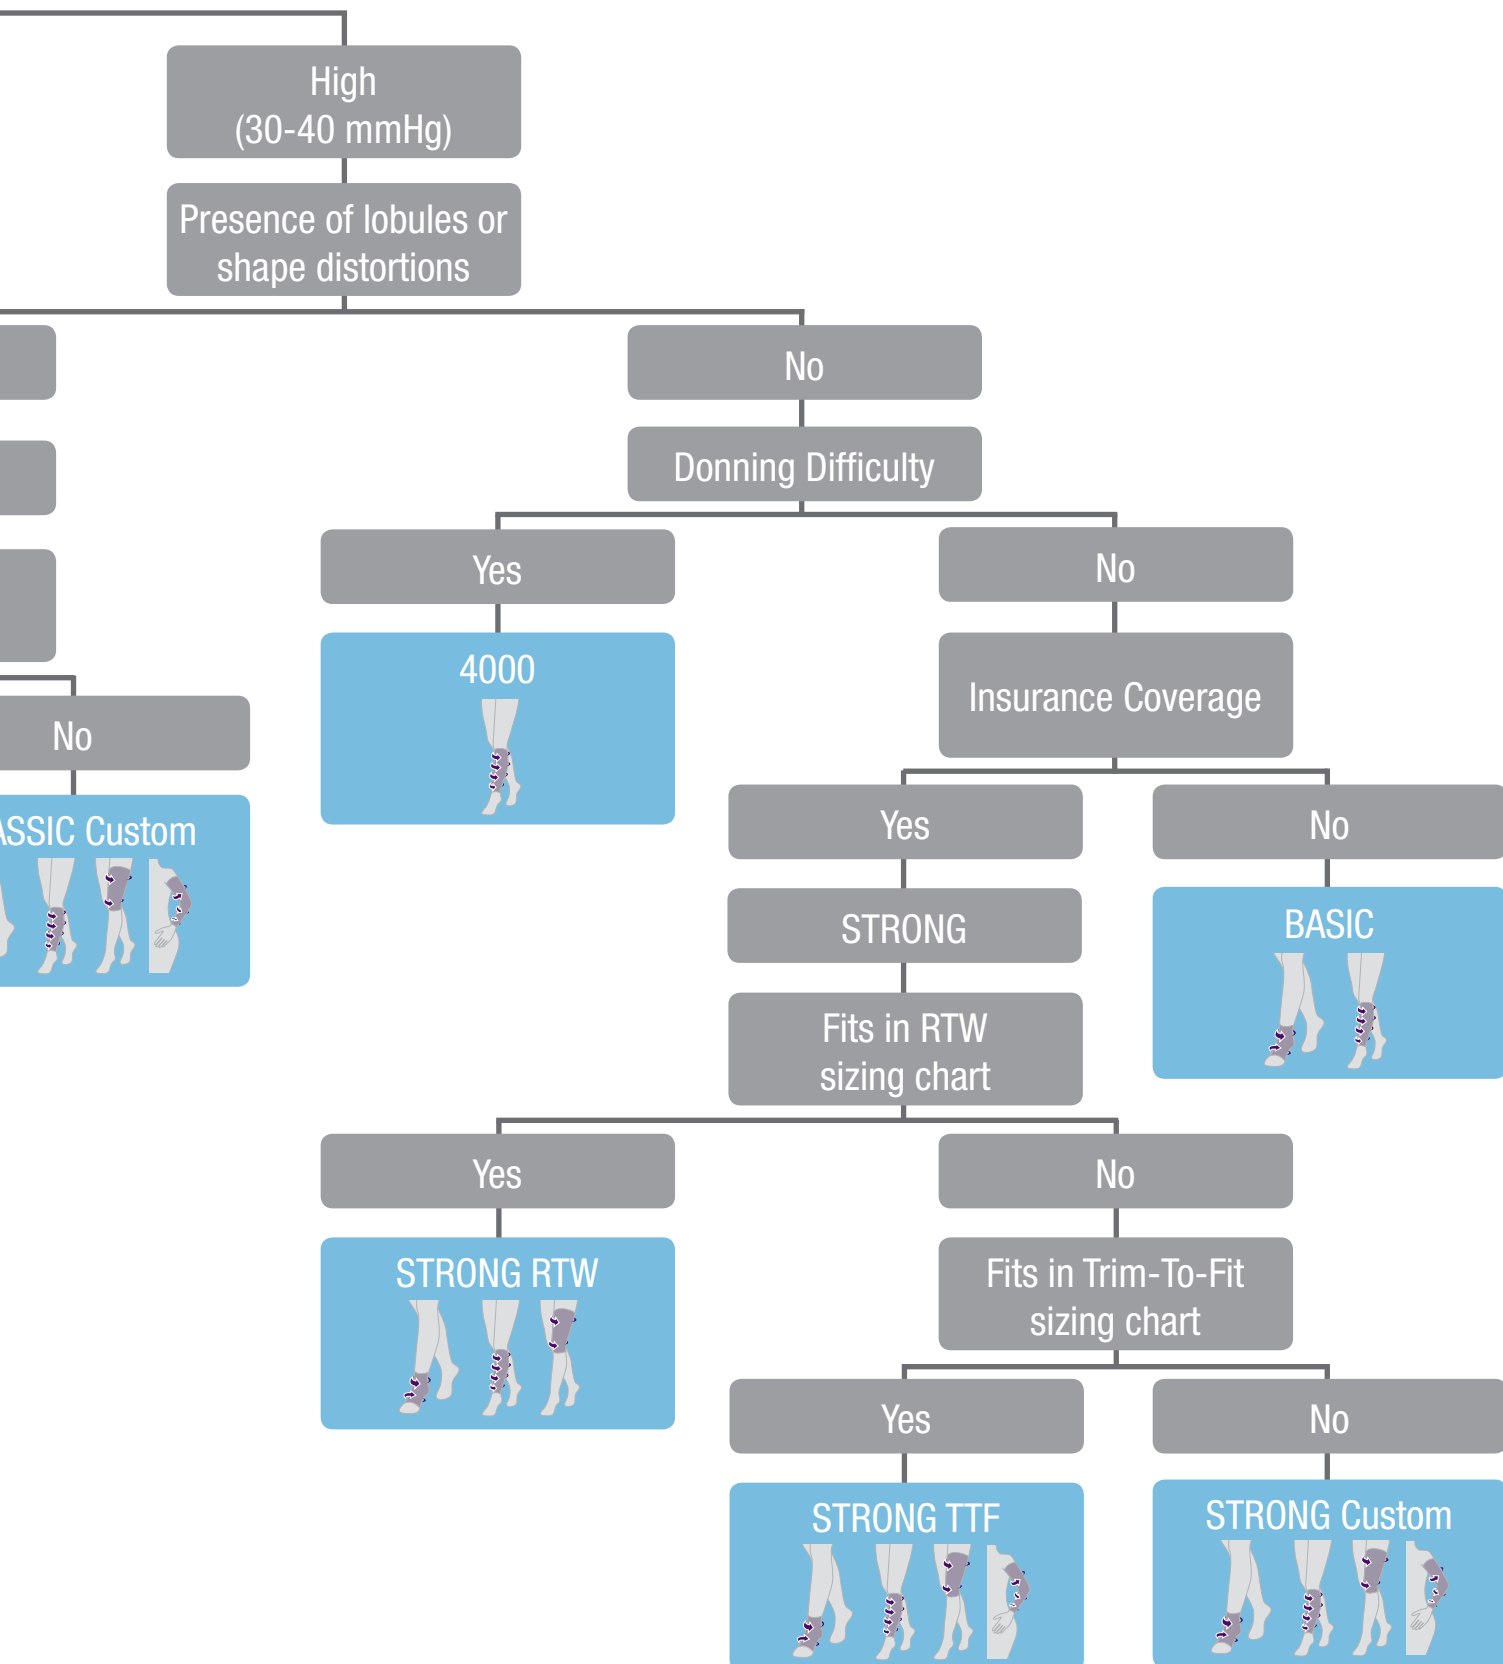 High
(30-40 mmHg)
Presence of lobules or
shape distortions
No
Donning Difficulty
Yes
No
4000
Insurance Coverage
No
Yes
No
ASSIC Custom
STRONG
BASIC
Fits in RTW
sizing chart
Yes
No
STRONG RTW
Fits in Trim-To-Fit
sizing chart
Yes
No
STRONG TTF
STRONG Custom